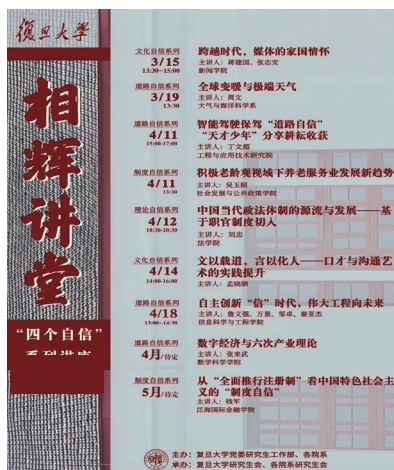 復旦大學
相辉讲堂
“四个自信”
文化自信系列
3/15
13:30~15:00
跨越时代，媒体的家国情怀
主讲人：蒋建国、张志安
新闻学院
道路自信系列
3/19
13:30
全球变暖与极端天气
主讲人：周文
大气与海洋科学系
道路自信系列
4/11
15:00-17:00
智能驾驶保驾“道路自信”
“天才少年”分享耕耘收获
主讲人：丁文超
工程与应用技术研究院
制度自信系列
4/11
13:30
积极老龄观视域下养老服务业发展新趋势
主讲人：吴玉韶
社会发展与公共政策学院
理论自信系列
4/12
18:30-20:30
中国当代政法体制的源流与发展——基
于职官制度切入
主讲人：刘忠
法学院
文化自信系列
4/14
14:00-16:00
文以载道，言以化人——口才与沟通艺
术的实践提升
主讲人：孟晓驷
道路自信系列
4/18
13:00~14:30
自主创新“信”时代，伟大工程向未来
主讲人：詹义强、万景、邹卓、秦亚杰
信息科学与工程学院
道路自信系列
4月/待定
数字经济与六次产业理论
主讲人：张来武
数学科学学院
制度自信系列
5月/待定
从“全面推行注册制”看中国特色社会主
义的“制度自信”
主讲人：钱军
泛海国际金融学院
主办：复旦大学党委研究生工作部、各院系
承办：复旦大学研究生会、各院系研究生会